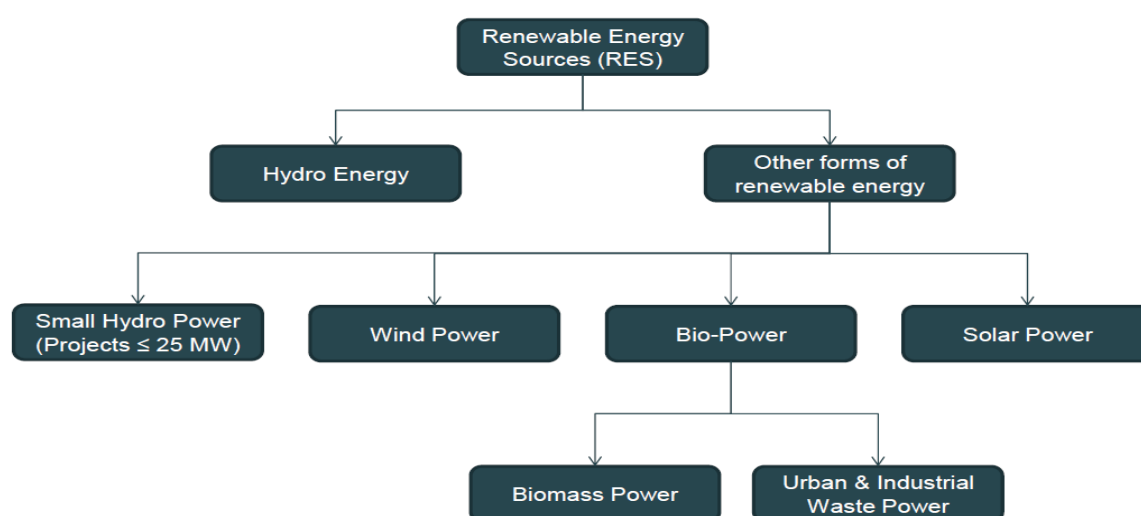 Renewable Energy
Sources (RES)
Hydro Energy
Other forms of
renewable energy
Small Hydro Power
(Projects ≤ 25 MW)
Wind Power
Bio-Power
Solar Power
Biomass Power
Urban & Industrial
Waste Power